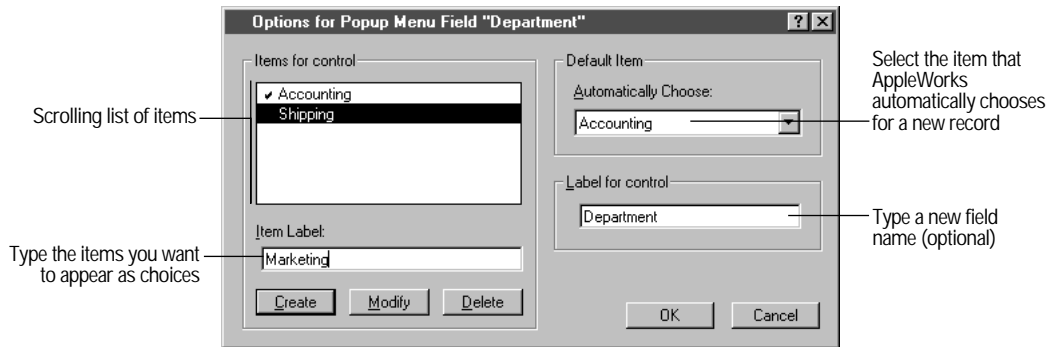 Options for Popup Menu Field "Department"
Items for control
✓ Accounting
Shipping
Item Label:
Marketing
Create
Modify
Delete
Default Item
Automatically Choose:
Accounting
Label for control
Department
OK
Cancel
Scrolling list of items
Type the items you want
to appear as choices
Select the item that
AppleWorks
automatically chooses
for a new record
Type a new field
name (optional)